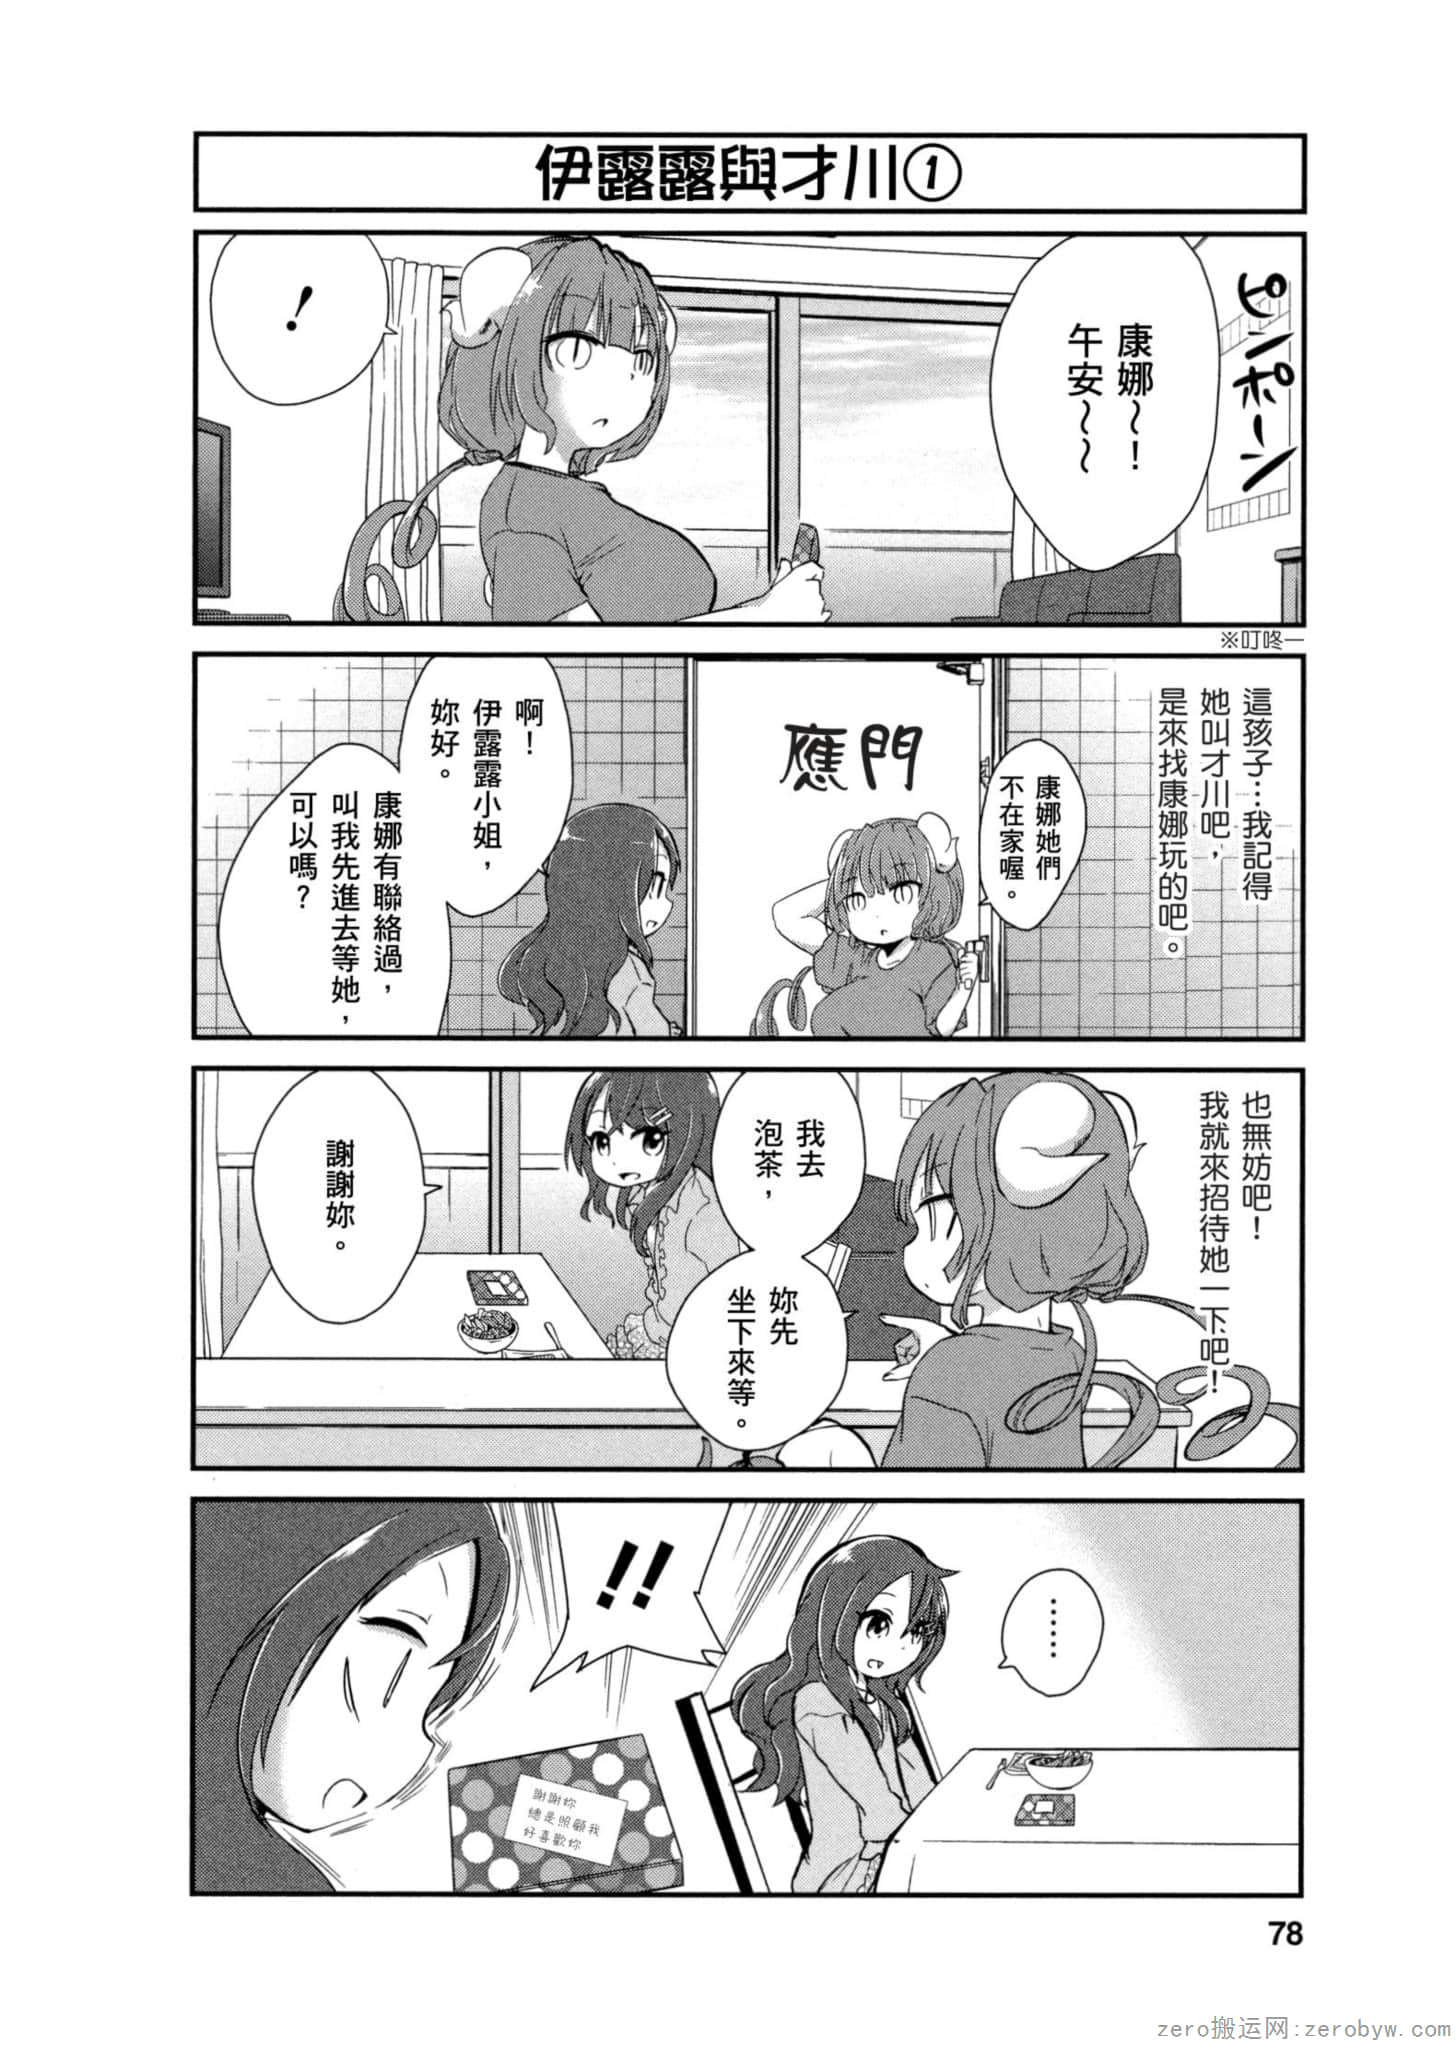 伊露露與才川①
ピンポーン
康娜～！
午安～～
！
※叮咚一
這孩子…我記得
她叫才川吧，
是來找康娜玩的吧。
康娜她們
不在家喔。
應門
啊！
伊露露小姐，
妳好。
康娜有聯絡過，
叫我先進去等她，
可以嗎？
也無妨吧！
我就來招待她一下吧！
我去
泡茶，
妳先
坐下來等。
謝謝妳。
……
！！
謝謝妳
總是照顧我
好喜歡妳
78
zero搬运网:zerobyw.com